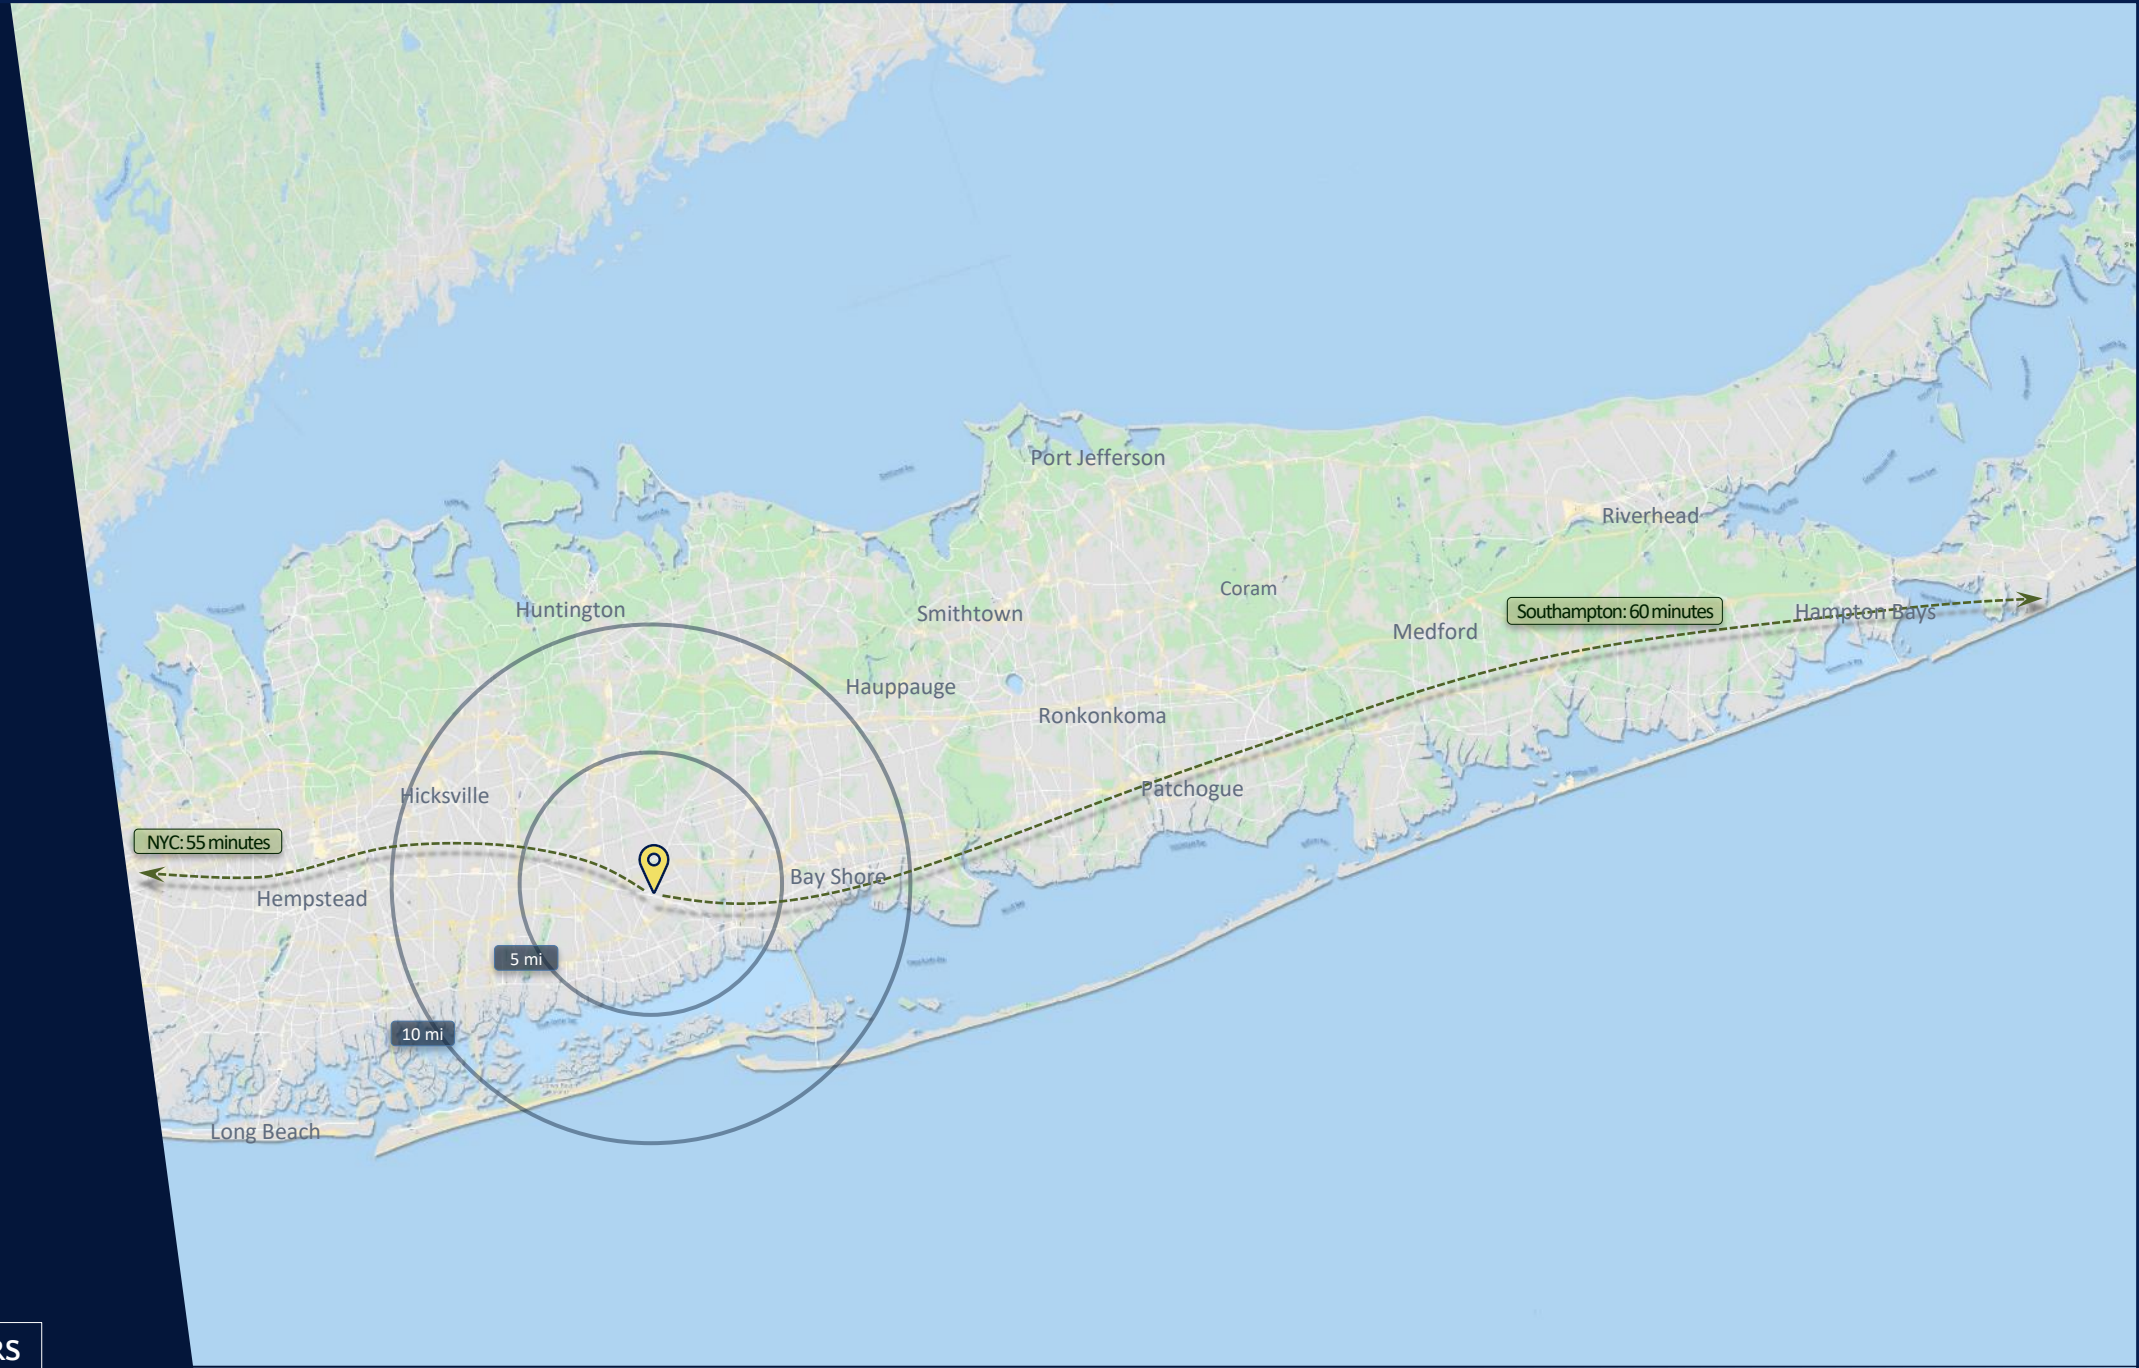 Port Jefferson
Riverhead
Coram
Huntington
Smithtown
Southampton: 60 minutes
Hampton Bays
Medford
Hauppauge
Ronkonkoma
Patchogue
Hicksville
NYC: 55 minutes
Bay Shore
Hempstead
5 mi
10 mi
Long Beach
RS